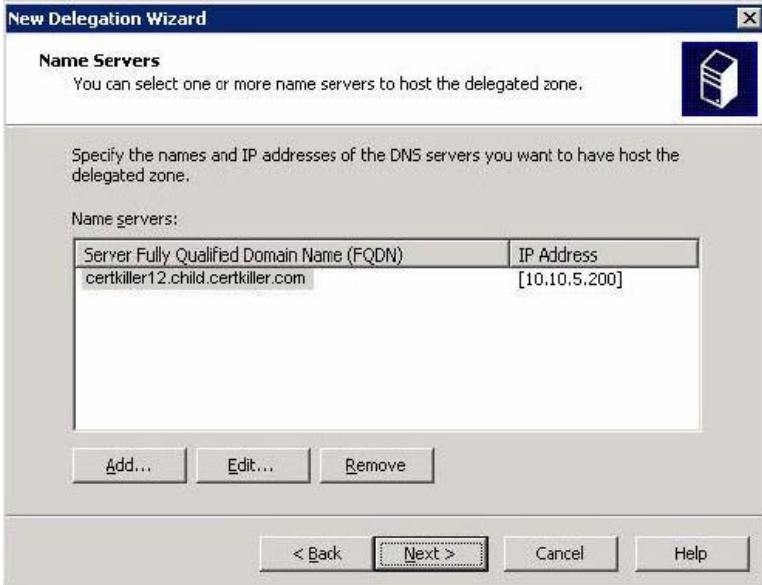 New Delegation Wizard
Name Servers
You can select one or more name servers to host the delegated zone.
Specify the names and IP addresses of the DNS servers you want to have host the
delegated zone.
Name servers:
Server Fully Qualified Domain Name (FQDN) IP Address
certkiller12.child.certkiller.com [10.10.5.200]
Add... Edit... Remove
< Back Next > Cancel Help